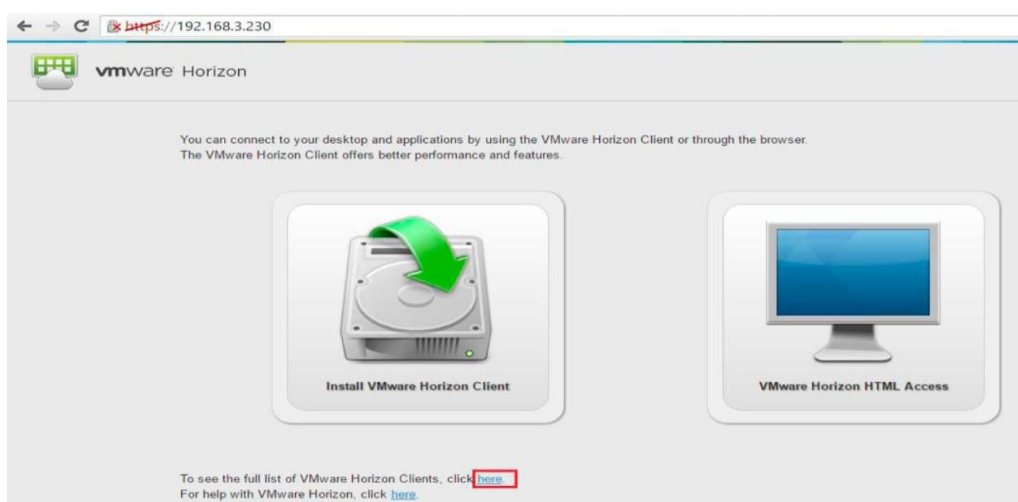 https://192.168.3.230
vmware Horizon
You can connect to your desktop and applications by using the VMware Horizon Client or through the browser.
The VMware Horizon Client offers better performance and features.
Install VMware Horizon Client
VMware Horizon HTML Access
To see the full list of VMware Horizon Clients, click here.
For help with VMware Horizon, click here.